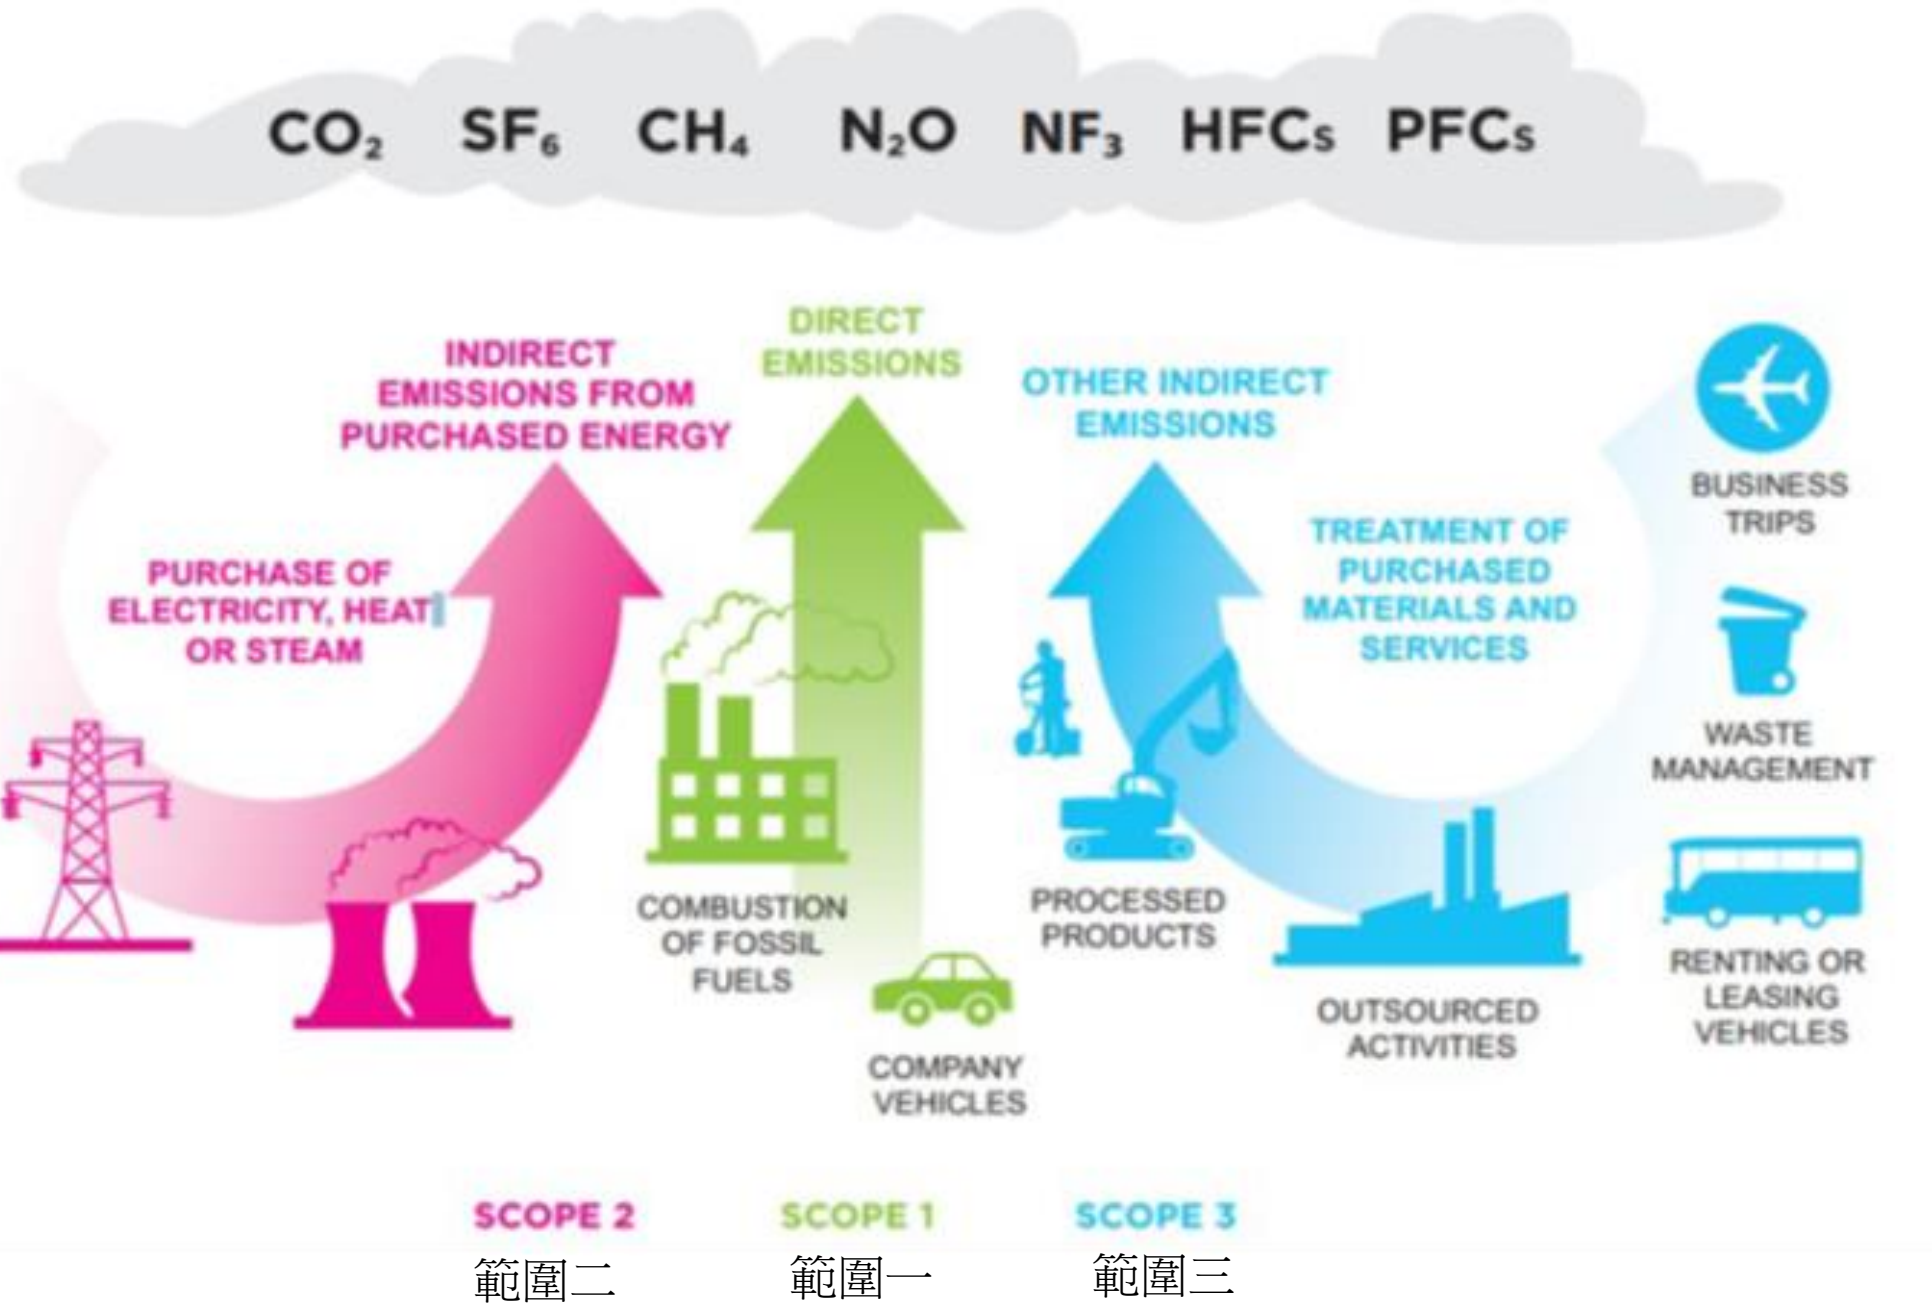 CO₂ SF₆ CH₄ N₂O NF₃ HFCs PFCs
INDIRECT
EMISSIONS FROM
PURCHASED ENERGY
PURCHASE OF
ELECTRICITY, HEAT
OR STEAM
DIRECT
EMISSIONS
COMBUSTION
OF FOSSIL
FUELS
COMPANY
VEHICLES
OTHER INDIRECT
EMISSIONS
TREATMENT OF
PURCHASED
MATERIALS AND
SERVICES
PROCESSED
PRODUCTS
OUTSOURCED
ACTIVITIES
BUSINESS
TRIPS
WASTE
MANAGEMENT
RENTING OR
LEASING
VEHICLES
SCOPE 2
範圍二
SCOPE 1
範圍一
SCOPE 3
範圍三